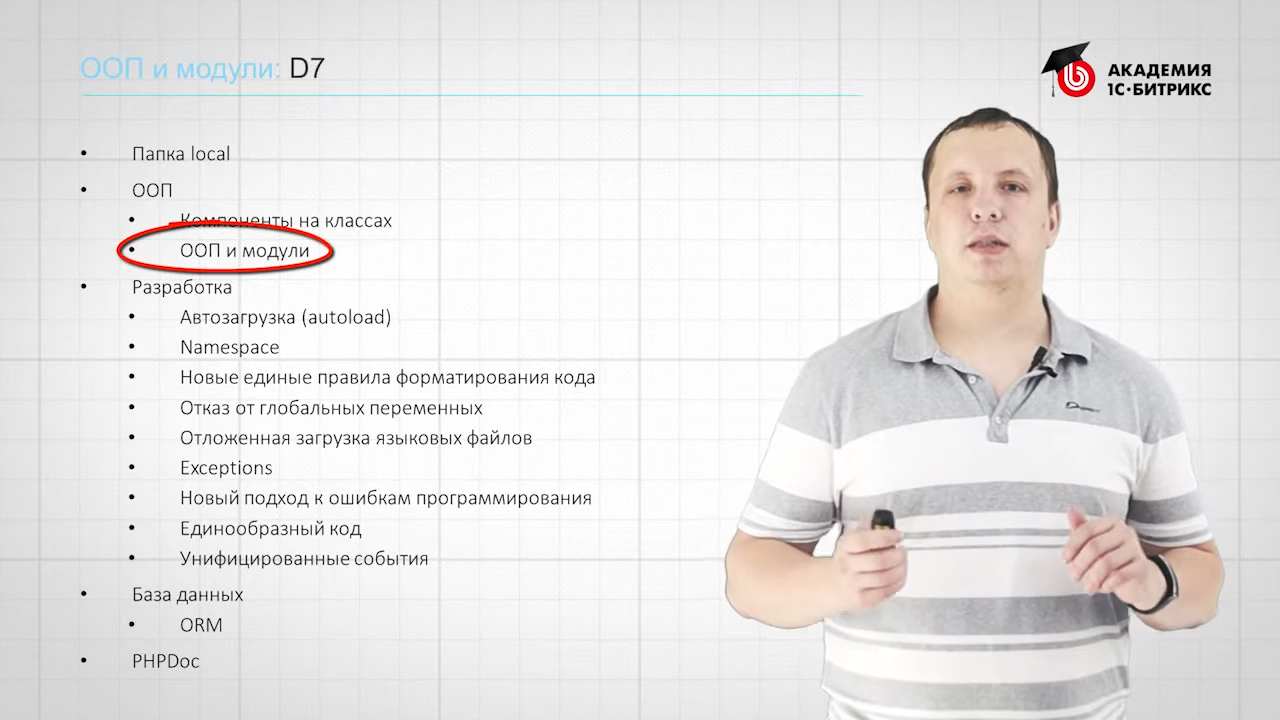 ООП и модули: D7
АКАДЕМИЯ
1С·БИТРИКС
• Папка local
• ООП
• Компоненты на классах
• ООП и модули
• Разработка
• Автозагрузка (autoload)
• Namespace
• Новые единые правила форматирования кода
• Отказ от глобальных переменных
• Отложенная загрузка языковых файлов
• Exceptions
• Новый подход к ошибкам программирования
• Единообразный код
• Унифицированные события
• База данных
• ORM
• PHPDoc